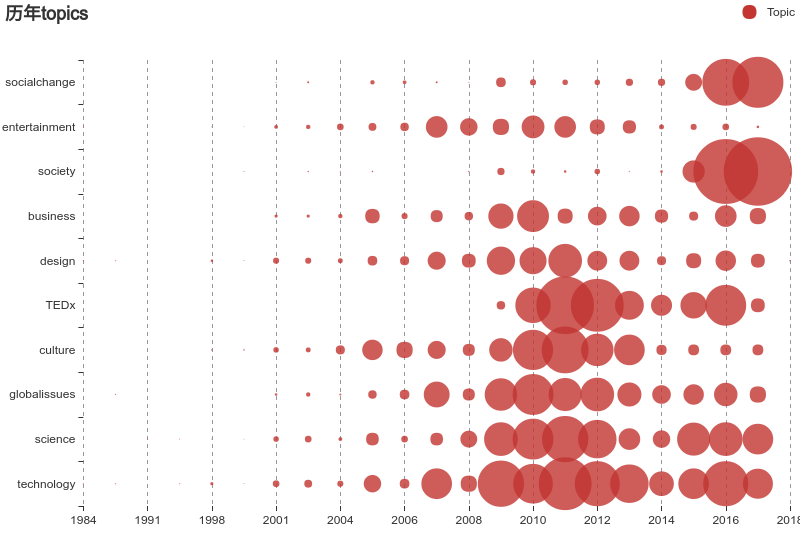 历年topics
Topic
socialchange
entertainment
society
business
design
TEDx
culture
globalissues
science
technology
1984 1991 1998 2001 2004 2006 2008 2010 2012 2014 2016 2018